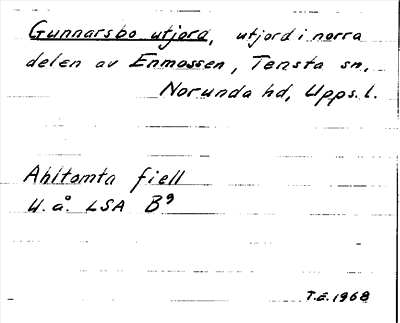 Gunnarsbo utjord, utjord i norra
delen av Enmossen, Tensta sn,
Norunda hd, Upps. l.
Ahltomta fiell
U.å. LSA B⁹
T.E. 1968